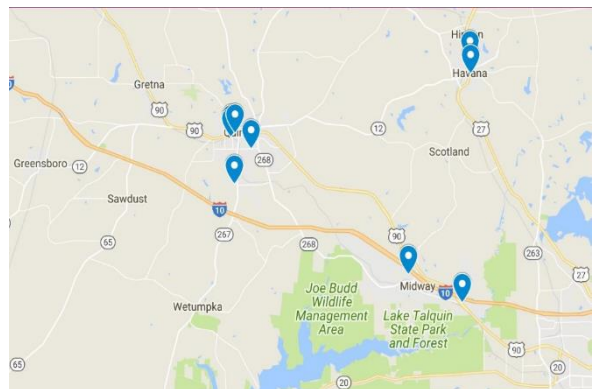 Havana
Gretna
90
90
27
12
Scotland
Greensboro
12
268
Sawdust
10
267
65
268
90
263
27
Midway
10
Joe Budd
Wildlife
Management
Area
Wetumpka
Lake Talquin
State Park
and Forest
90
65
20
20